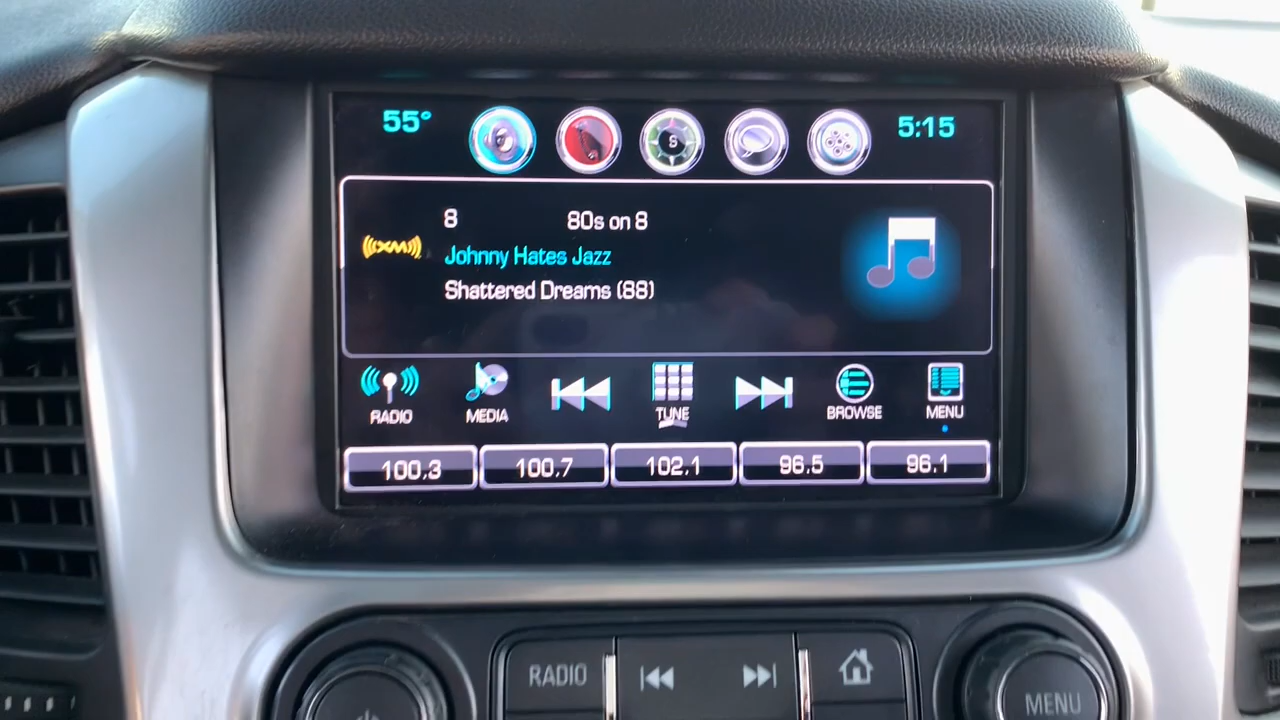 55° 5:15
S
8 80s on 8
((XM))
Johnny Hates Jazz
Shattered Dreams (88)
RADIO MEDIA TUNE BROWSE MENU
100.3 100.7 102.1 96.5 96.1
RADIO
MENU